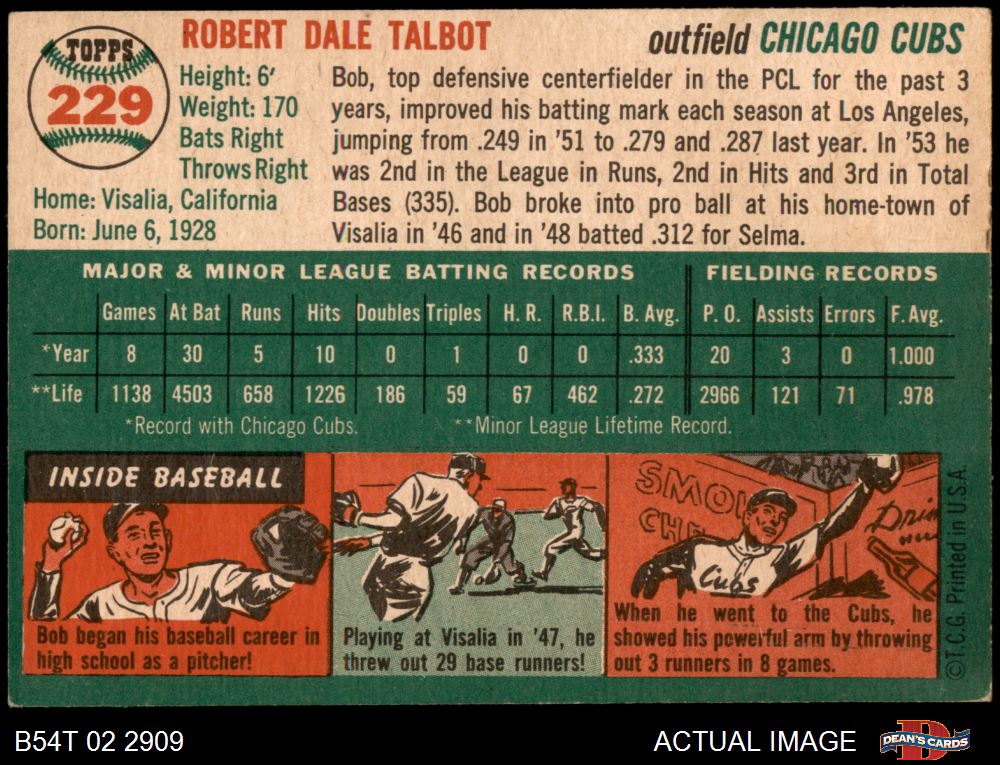 TOPPS
229
ROBERT DALE TALBOT
outfield CHICAGO CUBS
Height: 6'
Weight: 170
Bats Right
Throws Right
Home: Visalia, California
Born: June 6, 1928
Bob, top defensive centerfielder in the PCL for the past 3
years, improved his batting mark each season at Los Angeles,
jumping from .249 in '51 to .279 and .287 last year. In '53 he
was 2nd in the League in Runs, 2nd in Hits and 3rd in Total
Bases (335). Bob broke into pro ball at his home-town of
Visalia in '46 and in '48 batted .312 for Selma.
MAJOR & MINOR LEAGUE BATTING RECORDS FIELDING RECORDS
Games At Bat Runs Hits Doubles Triples H. R. R.B.I. B. Avg. P. O. Assists Errors F. Avg.
*Year 8 30 5 10 0 1 0 0 .333 20 3 0 1.000
**Life 1138 4503 658 1226 186 59 67 462 .272 2966 121 71 .978
*Record with Chicago Cubs. **Minor League Lifetime Record.
INSIDE BASEBALL
Bob began his baseball career in
high school as a pitcher!
Playing at Visalia in '47, he
threw out 29 base runners!
SMO
CH
Cubs
When he went to the Cubs, he
showed his powerful arm by throwing
out 3 runners in 8 games.
©T.C.G. Printed in U.S.A.
B54T 02 2909
ACTUAL IMAGE
DEAN'S CARDS